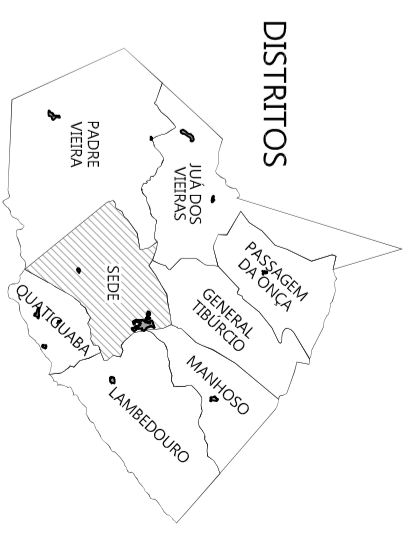 DISTRITOS
PADRE
VIEIRA
JUÁ DOS
VIEIRAS
PASSAGEM
DA ONÇA
GENERAL
TIBÚRCIO
SEDE
MANHOSO
QUATIGUABA
LAMBEDOURO